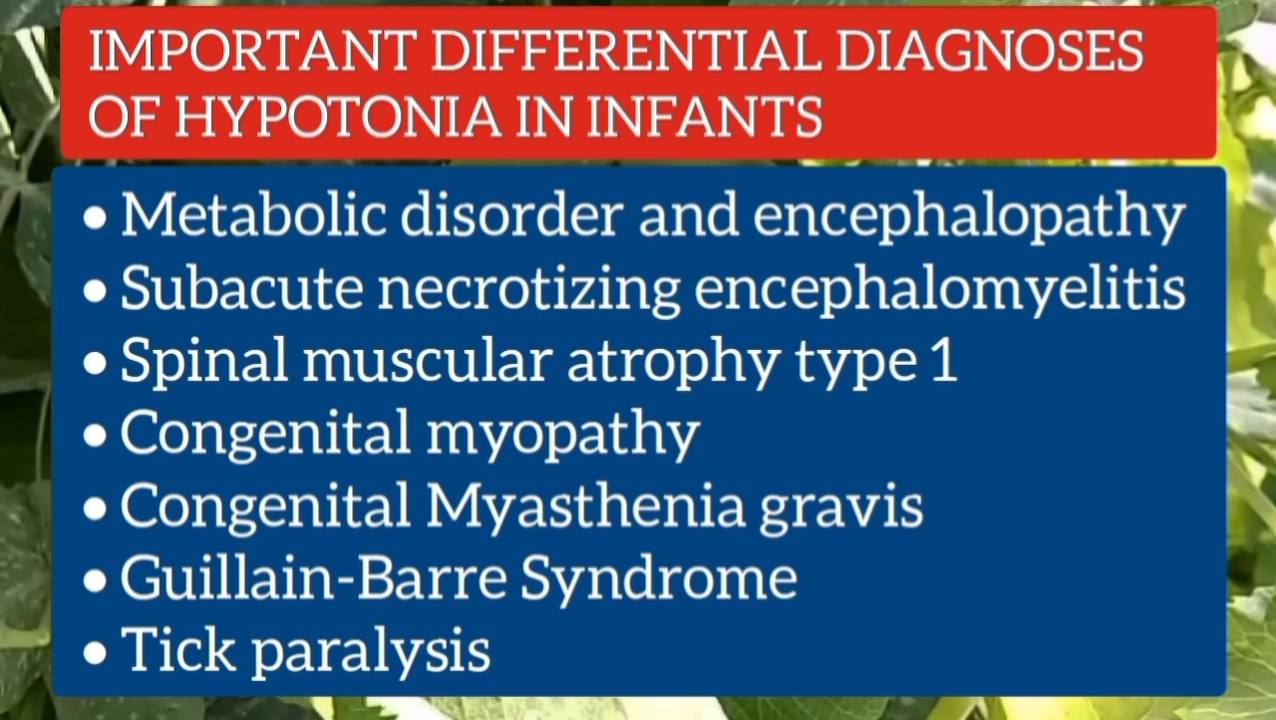 IMPORTANT DIFFERENTIAL DIAGNOSES
OF HYPOTONIA IN INFANTS
• Metabolic disorder and encephalopathy
• Subacute necrotizing encephalomyelitis
• Spinal muscular atrophy type 1
• Congenital myopathy
• Congenital Myasthenia gravis
• Guillain-Barre Syndrome
• Tick paralysis